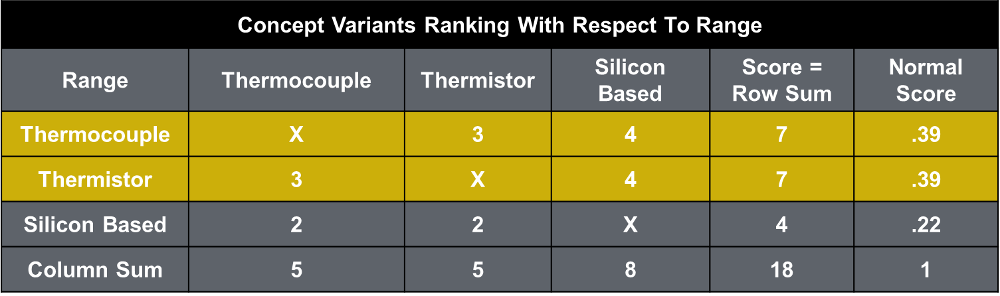 Concept Variants Ranking With Respect To Range
Range Thermocouple Thermistor Silicon Based Score = Row Sum Normal Score
Thermocouple X 3 4 7 .39
Thermistor 3 X 4 7 .39
Silicon Based 2 2 X 4 .22
Column Sum 5 5 8 18 1